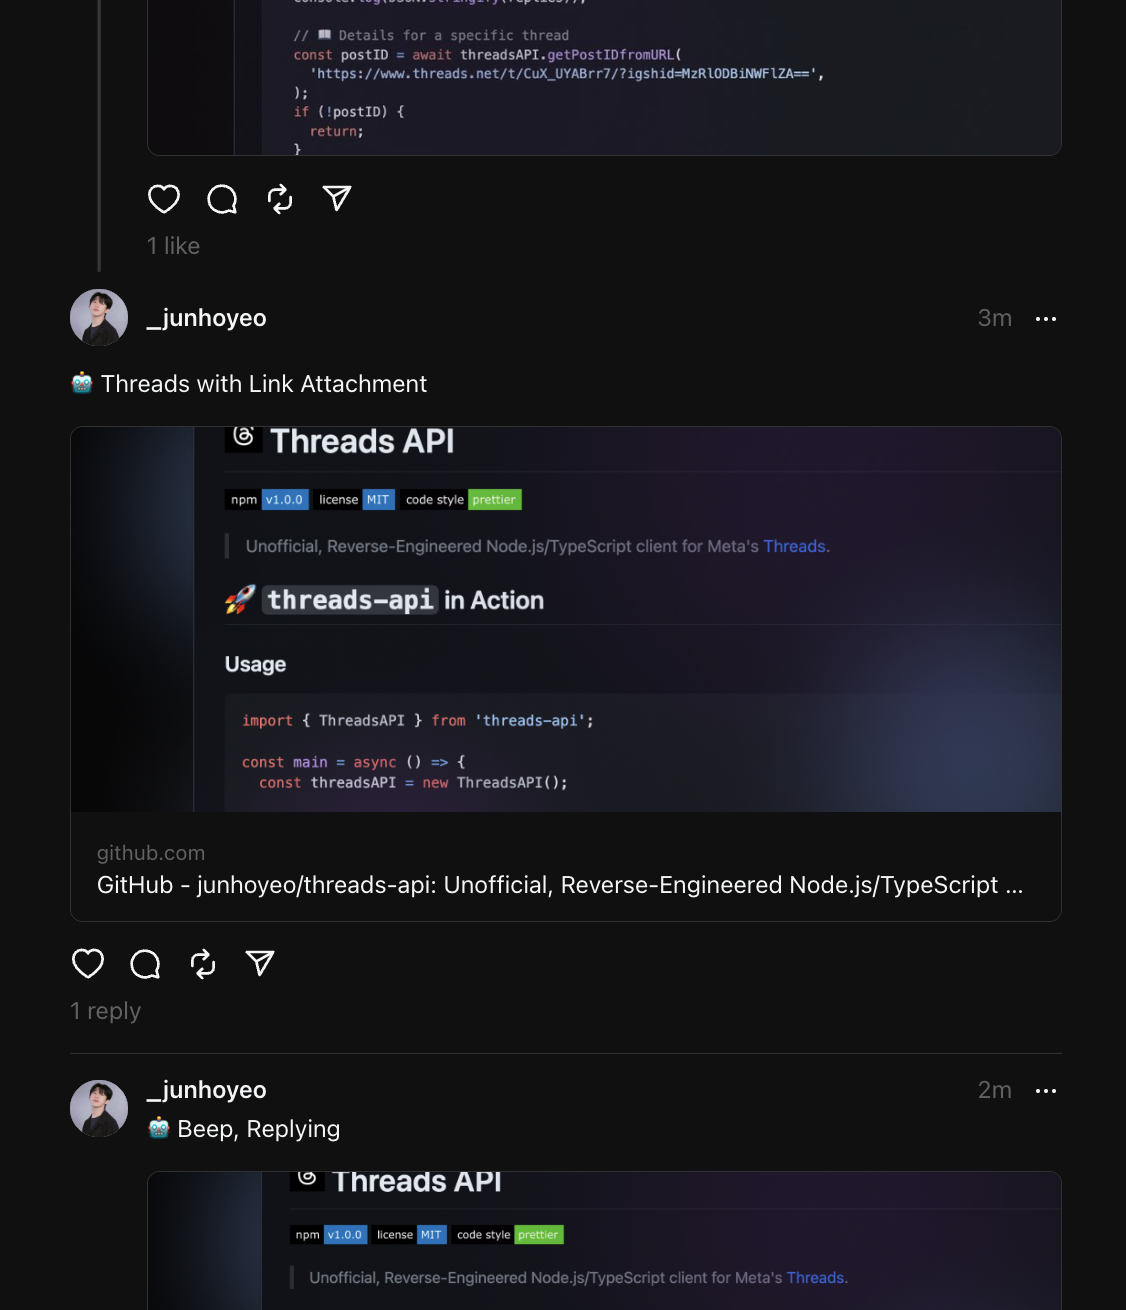 // 📖 Details for a specific thread
const postID = await threadsAPI.getPostIDfromURL(
'https://www.threads.net/t/CuX_UYABrr7/?igshid=MzRlODBiNWFlZA==',
);
if (!postID) {
return;
}
1 like
_junhoyeo
3m
🤖 Threads with Link Attachment
Threads API
npm v1.0.0 license MIT code style prettier
Unofficial, Reverse-Engineered Node.js/TypeScript client for Meta's Threads.
🚀 threads-api in Action
Usage
import { ThreadsAPI } from 'threads-api';
const main = async () => {
const threadsAPI = new ThreadsAPI();
github.com
GitHub - junhoyeo/threads-api: Unofficial, Reverse-Engineered Node.js/TypeScript ...
1 reply
_junhoyeo
2m
🤖 Beep, Replying
Threads API
npm v1.0.0 license MIT code style prettier
Unofficial, Reverse-Engineered Node.js/TypeScript client for Meta's Threads.